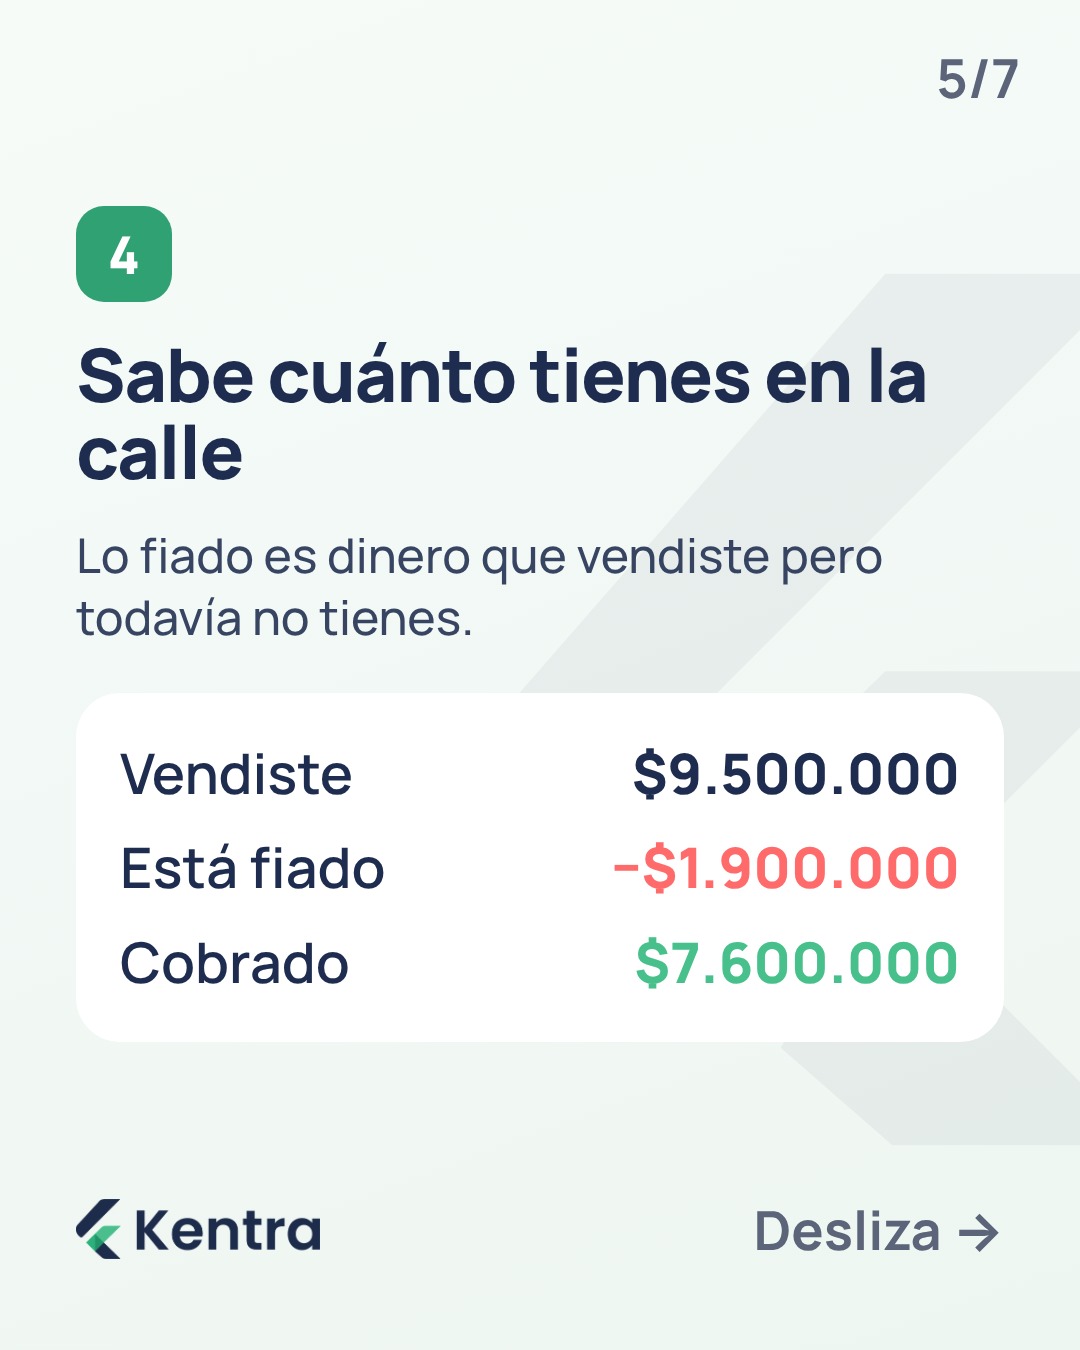 5/7
4
Sabe cuánto tienes en la
calle
Lo fiado es dinero que vendiste pero
todavía no tienes.
Vendiste $9.500.000
Está fiado −$1.900.000
Cobrado $7.600.000
Kentra
Desliza →